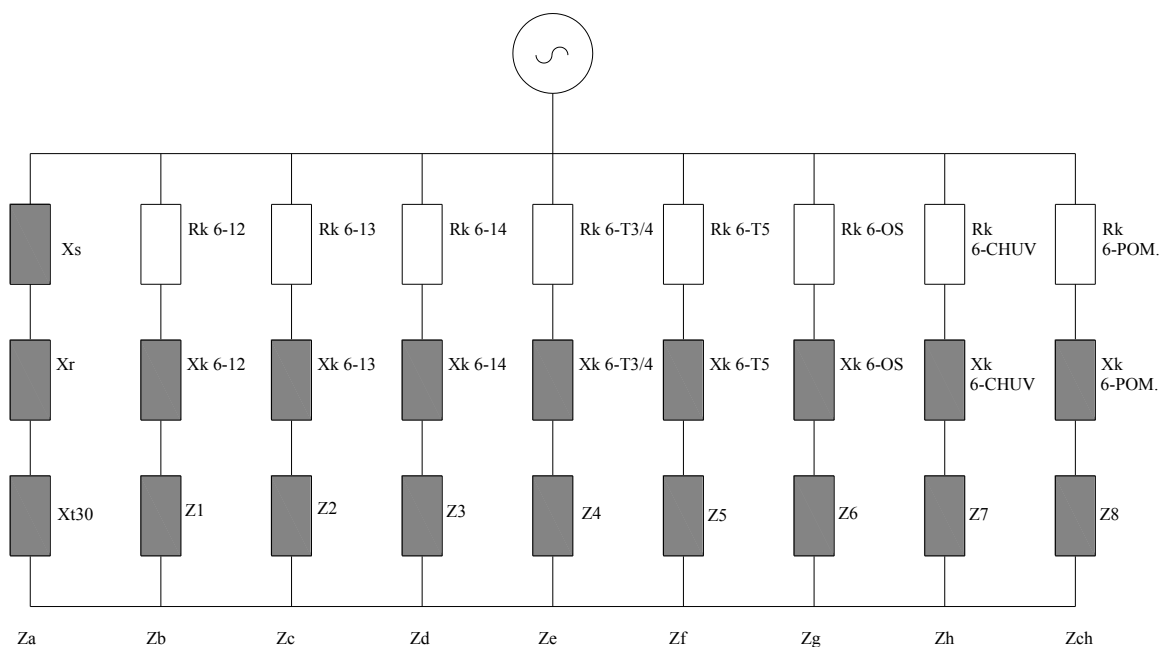 Xs
Rk 6-12
Rk 6-13
Rk 6-14
Rk 6-T3/4
Rk 6-T5
Rk 6-OS
Rk
6-CHUV
Rk
6-POM.
Xr
Xk 6-12
Xk 6-13
Xk 6-14
Xk 6-T3/4
Xk 6-T5
Xk 6-OS
Xk
6-CHUV
Xk
6-POM.
Xt30
Z1
Z2
Z3
Z4
Z5
Z6
Z7
Z8
Za
Zb
Zc
Zd
Ze
Zf
Zg
Zh
Zch